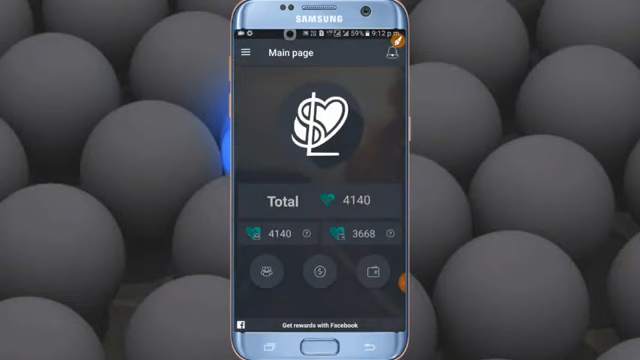 SAMSUNG
59% 9:12 p.m.
Main page
Total 4140
4140 ? 3668 ?
Get rewards with Facebook